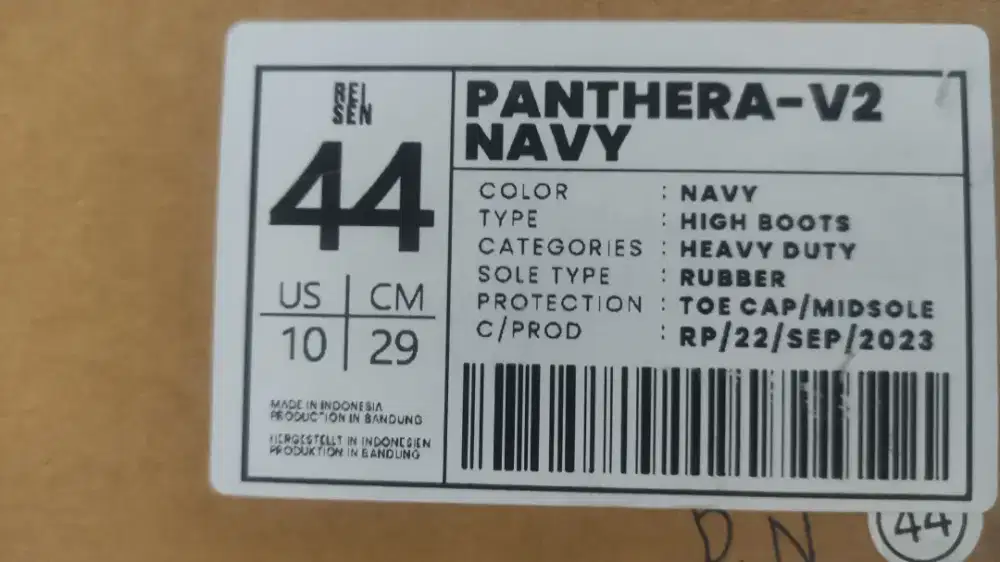 REI
SEN
44
US CM
10 29
MADE IN INDONESIA
PRODUCTION IN BANDUNG
HERGESTELLT IN INDONESIEN
PRODUKTION IN BANDUNG
PANTHERA-V2
NAVY
COLOR : NAVY
TYPE : HIGH BOOTS
CATEGORIES : HEAVY DUTY
SOLE TYPE : RUBBER
PROTECTION : TOE CAP/MIDSOLE
C/PROD : RP/22/SEP/2023
D.N
44